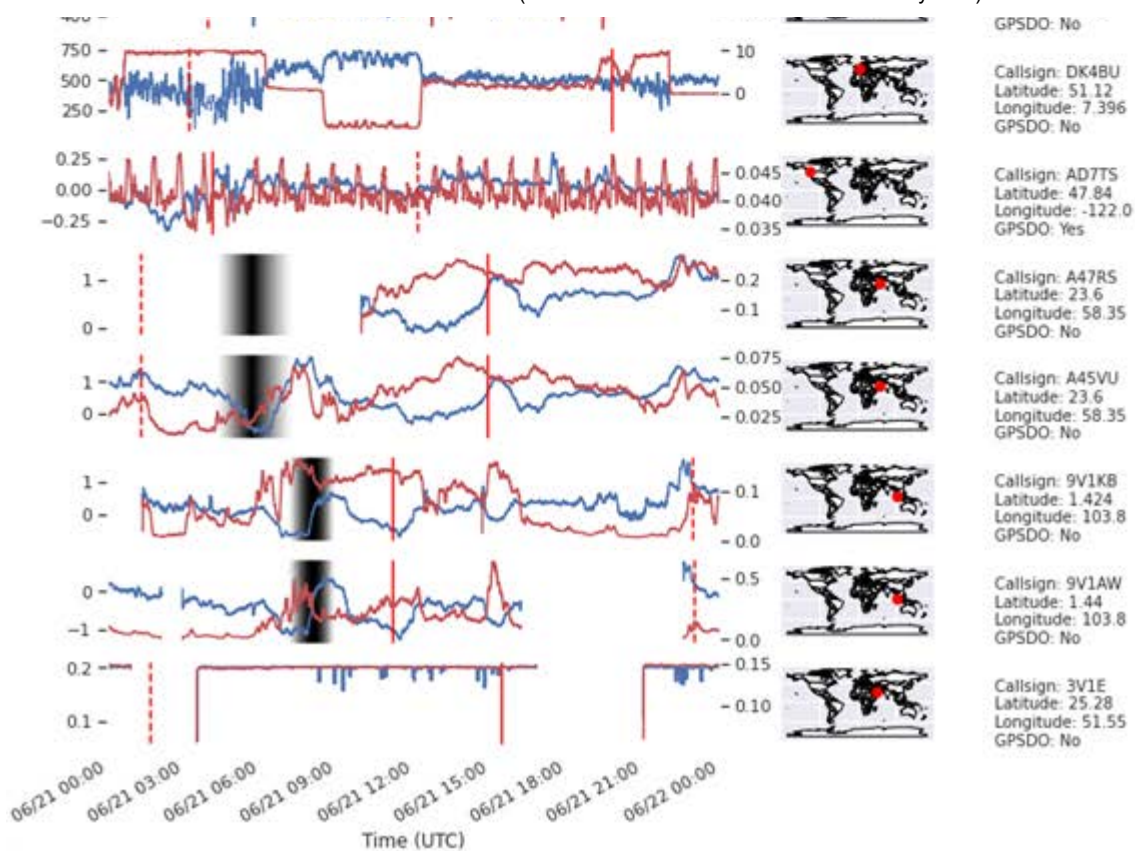 400 –
GPSDO: No
750 –
500 –
250 –
– 10
– 0
Callsign: DK4BU
Latitude: 51.12
Longitude: 7.396
GPSDO: No
0.25 –
0.00 –
−0.25 –
– 0.045
– 0.040
– 0.035
Callsign: AD7TS
Latitude: 47.84
Longitude: -122.0
GPSDO: Yes
1 –
0 –
– 0.2
– 0.1
Callsign: A47RS
Latitude: 23.6
Longitude: 58.35
GPSDO: No
1 –
0 –
– 0.075
– 0.050
– 0.025
Callsign: A45VU
Latitude: 23.6
Longitude: 58.35
GPSDO: No
1 –
0 –
– 0.1
– 0.0
Callsign: 9V1KB
Latitude: 1.424
Longitude: 103.8
GPSDO: No
0 –
−1 –
– 0.5
– 0.0
Callsign: 9V1AW
Latitude: 1.44
Longitude: 103.8
GPSDO: No
0.2 –
0.1 –
– 0.15
– 0.10
Callsign: 3V1E
Latitude: 25.28
Longitude: 51.55
GPSDO: No
06/21 00:00
06/21 03:00
06/21 06:00
06/21 09:00
06/21 12:00
06/21 15:00
06/21 18:00
06/21 21:00
06/22 00:00
Time (UTC)